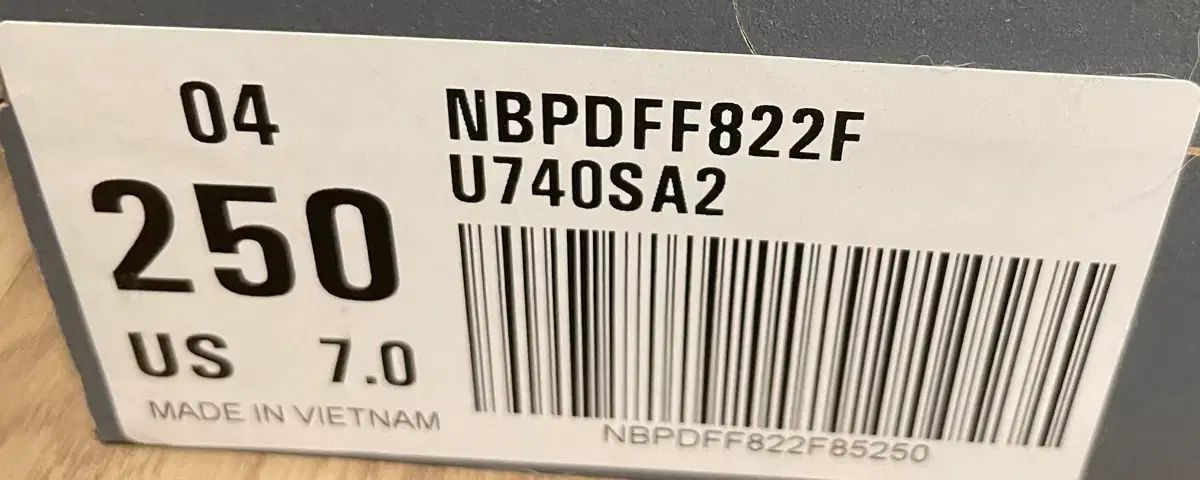 04
250
US 7.0
MADE IN VIETNAM
NBPDFF822F
U740SA2
NBPDFF822F85250